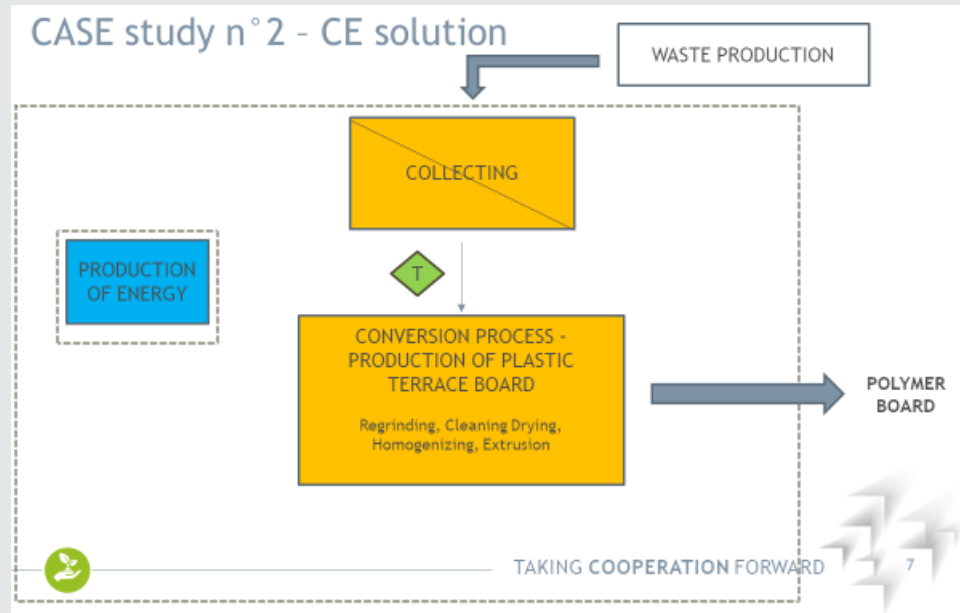 CASE study n°2 – CE solution
WASTE PRODUCTION
COLLECTING
PRODUCTION
OF ENERGY
T
CONVERSION PROCESS -
PRODUCTION OF PLASTIC
TERRACE BOARD
Regrinding, Cleaning Drying,
Homogenizing, Extrusion
POLYMER
BOARD
TAKING COOPERATION FORWARD
7